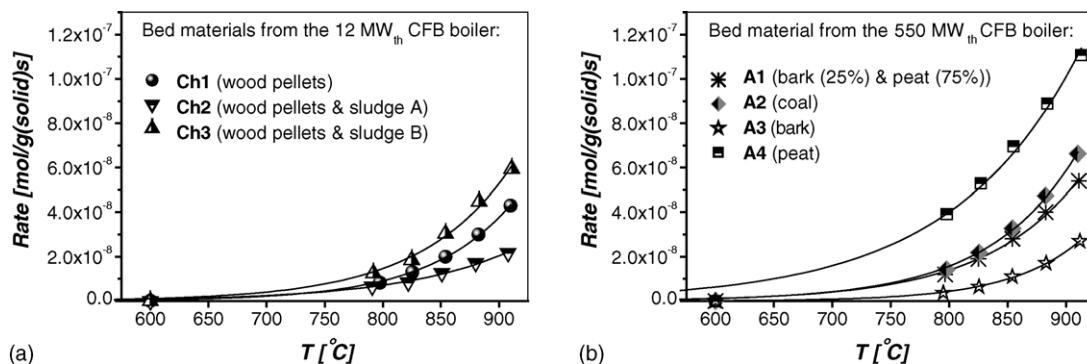 Bed materials from the 12 MWth CFB boiler:
Ch1 (wood pellets)
Ch2 (wood pellets & sludge A)
Ch3 (wood pellets & sludge B)
Rate [mol/g(solid)s]
1.2x10⁻⁷
1.0x10⁻⁷
8.0x10⁻⁸
6.0x10⁻⁸
4.0x10⁻⁸
2.0x10⁻⁸
0.0
600 650 700 750 800 850 900
(a)
T [°C]
Bed material from the 550 MWth CFB boiler:
A1 (bark (25%) & peat (75%))
A2 (coal)
A3 (bark)
A4 (peat)
Rate [mol/g(solid)s]
1.2x10⁻⁷
1.0x10⁻⁷
8.0x10⁻⁸
6.0x10⁻⁸
4.0x10⁻⁸
2.0x10⁻⁸
0.0
600 650 700 750 800 850 900
(b)
T [°C]